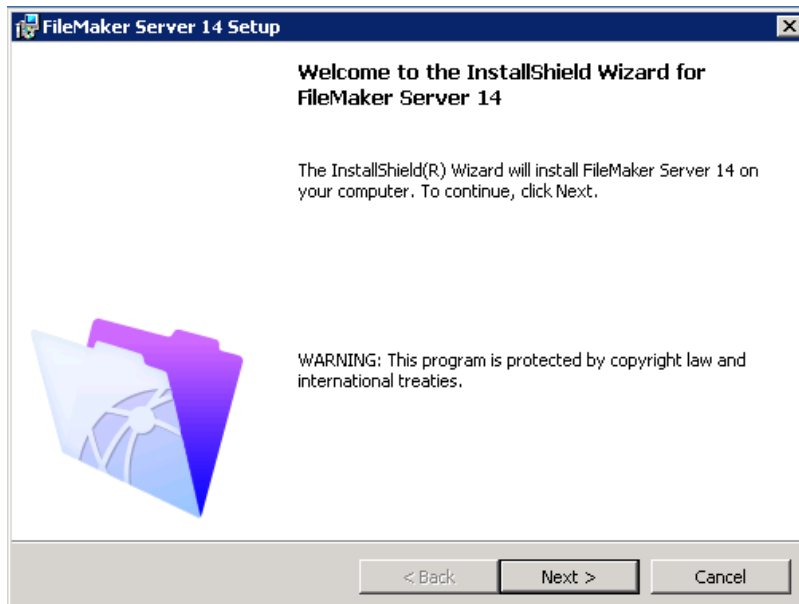 FileMaker Server 14 Setup
Welcome to the InstallShield Wizard for
FileMaker Server 14
The InstallShield(R) Wizard will install FileMaker Server 14 on
your computer. To continue, click Next.
WARNING: This program is protected by copyright law and
international treaties.
< Back Next > Cancel